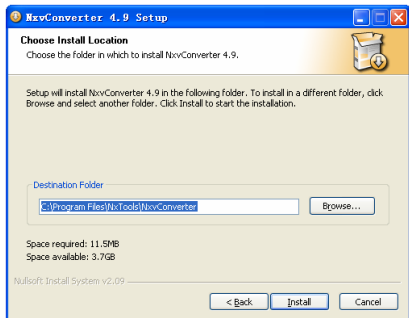 NxvConverter 4.9 Setup
Choose Install Location
Choose the folder in which to install NxvConverter 4.9.
Setup will install NxvConverter 4.9 in the following folder. To install in a different folder, click
Browse and select another folder. Click Install to start the installation.
Destination Folder
C:\Program Files\NxTools\NxvConverter
Browse...
Space required: 11.5MB
Space available: 3.7GB
Nullsoft Install System v2.09
< Back
Install
Cancel